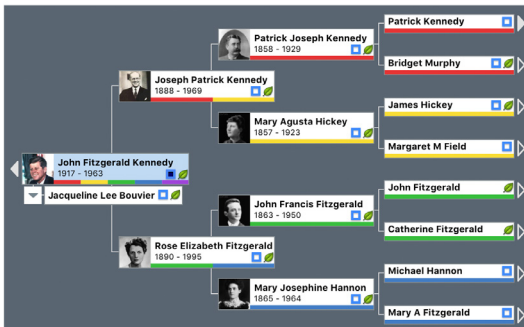 Patrick Kennedy
Patrick Joseph Kennedy
1858 - 1929
Bridget Murphy
Joseph Patrick Kennedy
1888 - 1969
James Hickey
Mary Agusta Hickey
1857 - 1923
Margaret M Field
John Fitzgerald Kennedy
1917 - 1963
Jacqueline Lee Bouvier
John Fitzgerald
John Francis Fitzgerald
1863 - 1950
Catherine Fitzgerald
Rose Elizabeth Fitzgerald
1890 - 1995
Michael Hannon
Mary Josephine Hannon
1865 - 1964
Mary A Fitzgerald